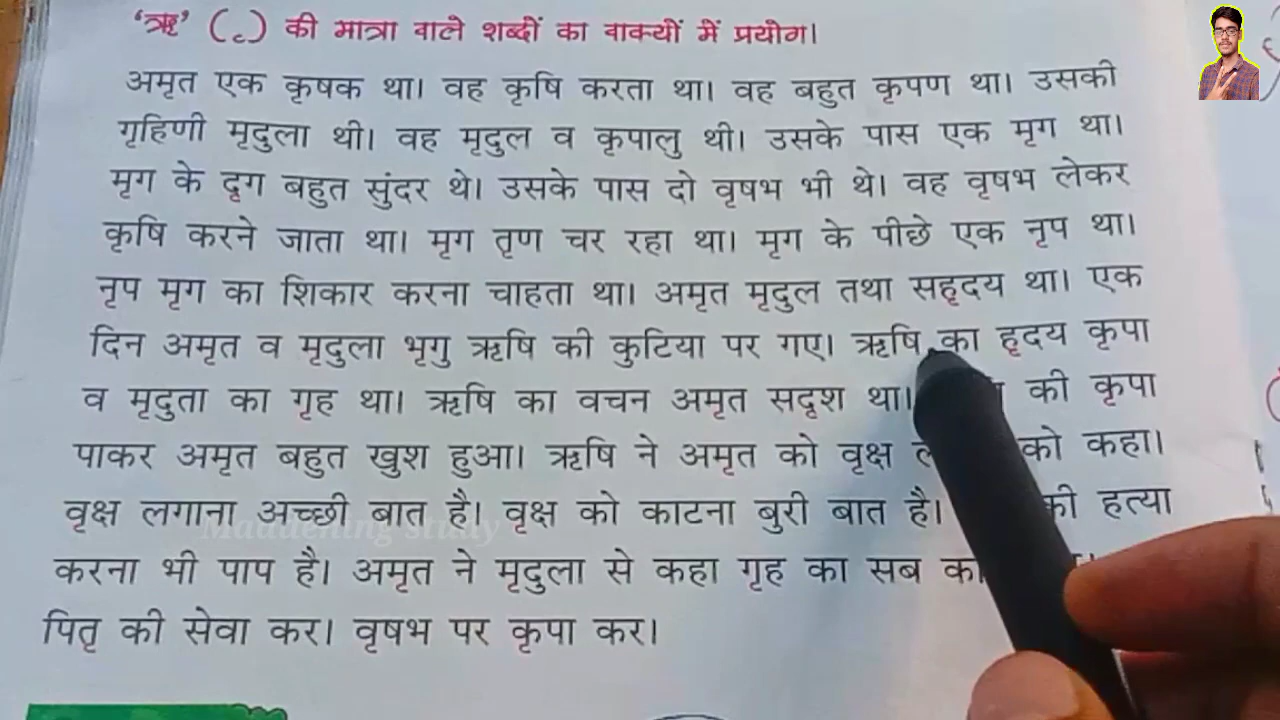 'ऋ' (ृ) की मात्रा वाले शब्दों का वाक्यों में प्रयोग।
अमृत एक कृषक था। वह कृषि करता था। वह बहुत कृपण था। उसकी
गृहिणी मृदुला थी। वह मृदुल व कृपालु थी। उसके पास एक मृग था।
मृग के दृग बहुत सुंदर थे। उसके पास दो वृषभ भी थे। वह वृषभ लेकर
कृषि करने जाता था। मृग तृण चर रहा था। मृग के पीछे एक नृप था।
नृप मृग का शिकार करना चाहता था। अमृत मृदुल तथा सहृदय था। एक
दिन अमृत व मृदुला भृगु ऋषि की कुटिया पर गए। ऋषि का हृदय कृपा
व मृदुता का गृह था। ऋषि का वचन अमृत सदृश था। की कृपा
पाकर अमृत बहुत खुश हुआ। ऋषि ने अमृत को वृक्ष को कहा।
वृक्ष लगाना अच्छी बात है। वृक्ष को काटना बुरी बात है। की हत्या
करना भी पाप है। अमृत ने मृदुला से कहा गृह का सब
पितृ की सेवा कर। वृषभ पर कृपा कर।